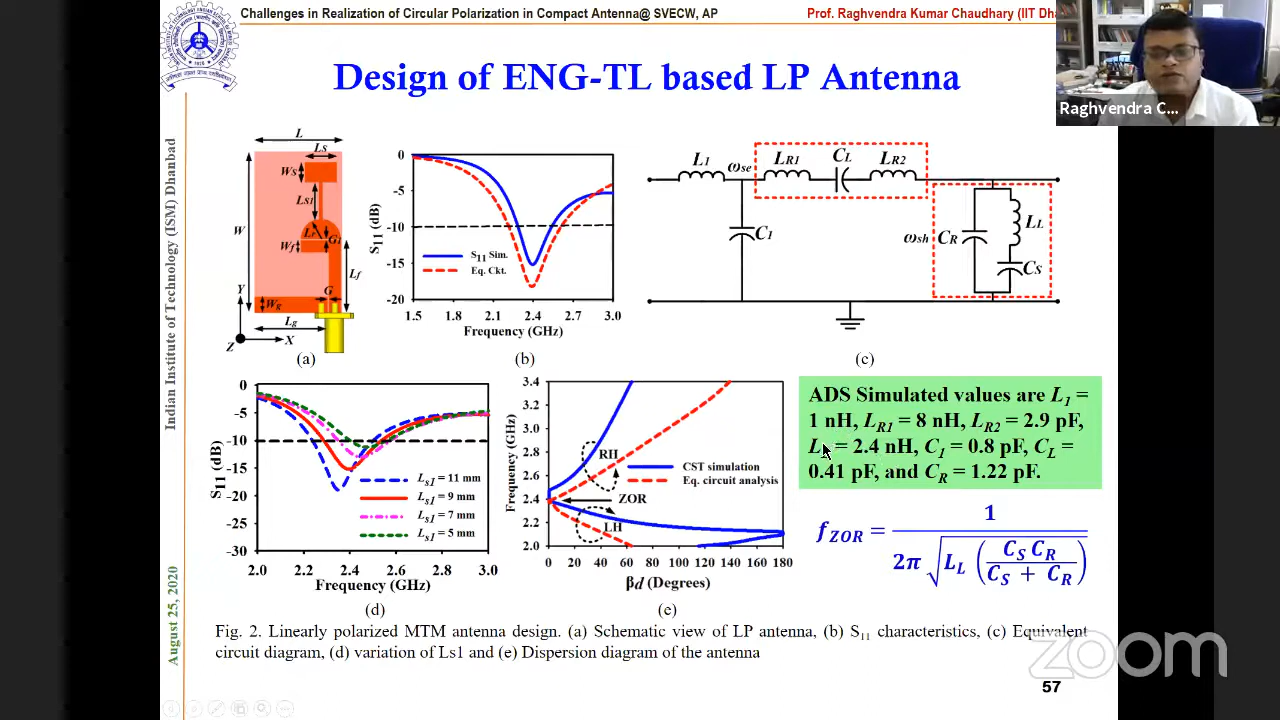 Challenges in Realization of Circular Polarization in Compact Antenna@ SVECW, AP
Prof. Raghvendra Kumar Chaudhary (IIT Dha
Raghvendra C...
Design of ENG-TL based LP Antenna
Indian Institute of Technology (ISM) Dhanbad
August 25, 2020
L
Ls
Ws
Ls1
W
Lr
G1
Wf
Lf
Y
G
Wg
Lg
X
Z
(a)
0
-5
-10
-15
-20
S11 (dB)
S11 Sim.
Eq. Ckt.
1.5 1.8 2.1 2.4 2.7 3.0
Frequency (GHz)
(b)
L1
ωse
LR1
CL
LR2
C1
ωsh
CR
LL
CS
(c)
0
-5
-10
-15
-20
-25
-30
S11 (dB)
Ls1 = 11 mm
Ls1 = 9 mm
Ls1 = 7 mm
Ls1 = 5 mm
2.0 2.2 2.4 2.6 2.8 3.0
Frequency (GHz)
(d)
3.4
3.2
3.0
2.8
2.6
2.4
2.2
2.0
Frequency (GHz)
RH
CST simulation
Eq. circuit analysis
ZOR
LH
0 20 40 60 80 100 120 140 160 180
βd (Degrees)
(e)
ADS Simulated values are L1 =
1 nH, LR1 = 8 nH, LR2 = 2.9 pF,
= 2.4 nH, C1 = 0.8 pF, CL =
0.41 pF, and CR = 1.22 pF.
fZOR = 1 / 2π √ LL ( CS CR / CS + CR )
Fig. 2. Linearly polarized MTM antenna design. (a) Schematic view of LP antenna, (b) S11 characteristics, (c) Equivalent
circuit diagram, (d) variation of Ls1 and (e) Dispersion diagram of the antenna
zoom
57